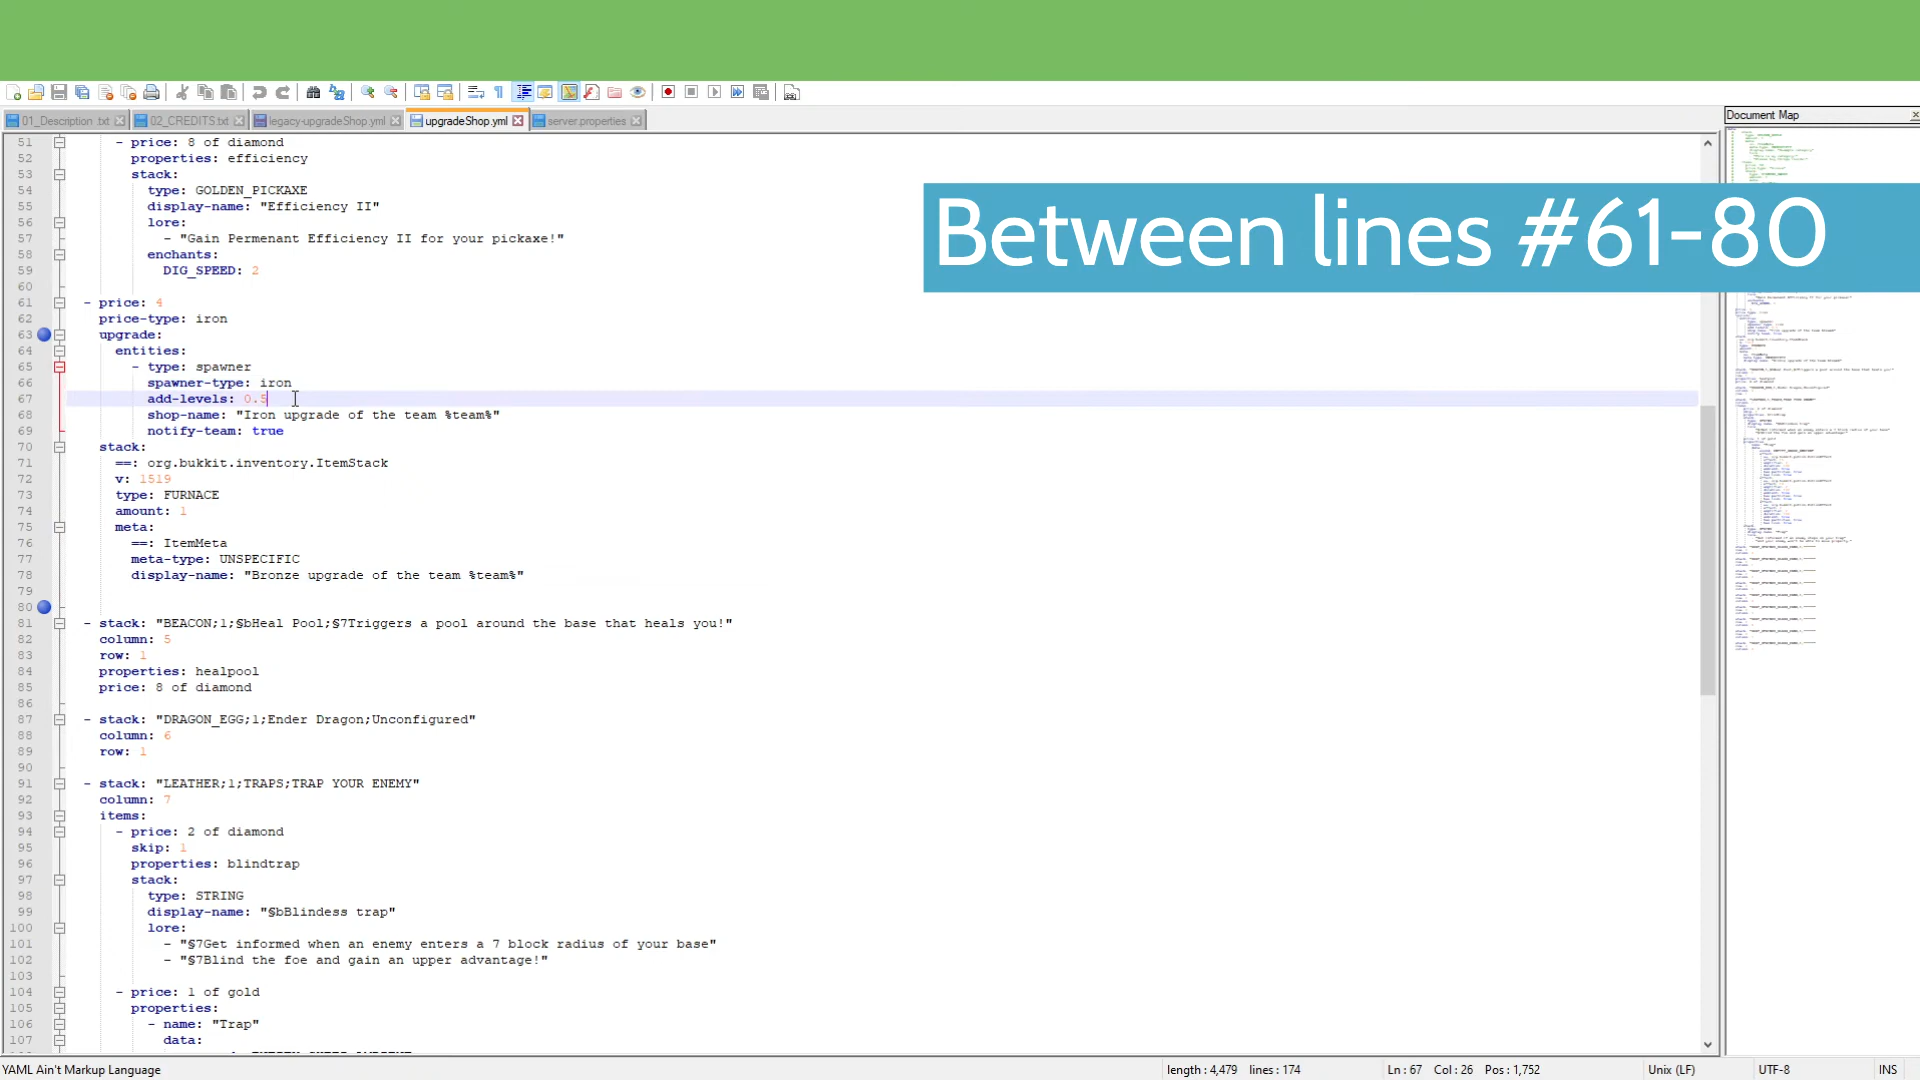 01_Description .txt 02_CREDITS.txt legacy-upgradeShop.yml upgradeShop.yml server.properties
Document Map
Between lines #61-80
51 - price: 8 of diamond
52 properties: efficiency
53 stack:
54 type: GOLDEN_PICKAXE
55 display-name: "Efficiency II"
56 lore:
57 - "Gain Permenant Efficiency II for your pickaxe!"
58 enchants:
59 DIG_SPEED: 2
60
61 - price: 4
62 price-type: iron
63 upgrade:
64 entities:
65 - type: spawner
66 spawner-type: iron
67 add-levels: 0.5
68 shop-name: "Iron upgrade of the team %team%"
69 notify-team: true
70 stack:
71 ==: org.bukkit.inventory.ItemStack
72 v: 1519
73 type: FURNACE
74 amount: 1
75 meta:
76 ==: ItemMeta
77 meta-type: UNSPECIFIC
78 display-name: "Bronze upgrade of the team %team%"
79
80
81 - stack: "BEACON;1;§bHeal Pool;§7Triggers a pool around the base that heals you!"
82 column: 5
83 row: 1
84 properties: healpool
85 price: 8 of diamond
86
87 - stack: "DRAGON_EGG;1;Ender Dragon;Unconfigured"
88 column: 6
89 row: 1
90
91 - stack: "LEATHER;1;TRAPS;TRAP YOUR ENEMY"
92 column: 7
93 items:
94 - price: 2 of diamond
95 skip: 1
96 properties: blindtrap
97 stack:
98 type: STRING
99 display-name: "§bBlindess trap"
100 lore:
101 - "§7Get informed when an enemy enters a 7 block radius of your base"
102 - "§7Blind the foe and gain an upper advantage!"
103
104 - price: 1 of gold
105 properties:
106 - name: "Trap"
107 data:
YAML Ain't Markup Language length : 4,479 lines : 174 Ln : 67 Col : 26 Pos : 1,752 Unix (LF) UTF-8 INS